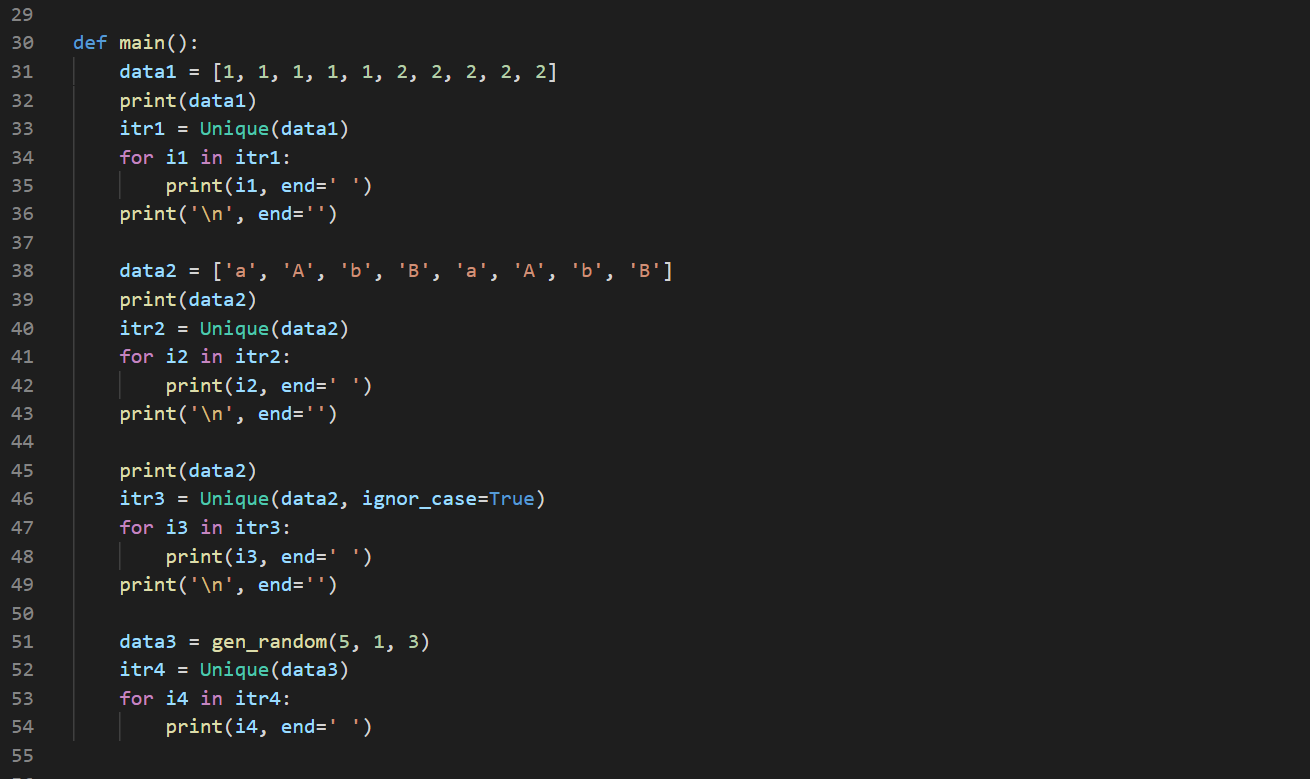 29
30 def main():
31     data1 = [1, 1, 1, 1, 1, 2, 2, 2, 2, 2]
32     print(data1)
33     itr1 = Unique(data1)
34     for i1 in itr1:
35         print(i1, end=' ')
36     print('\n', end='')
37
38     data2 = ['a', 'A', 'b', 'B', 'a', 'A', 'b', 'B']
39     print(data2)
40     itr2 = Unique(data2)
41     for i2 in itr2:
42         print(i2, end=' ')
43     print('\n', end='')
44
45     print(data2)
46     itr3 = Unique(data2, ignor_case=True)
47     for i3 in itr3:
48         print(i3, end=' ')
49     print('\n', end='')
50
51     data3 = gen_random(5, 1, 3)
52     itr4 = Unique(data3)
53     for i4 in itr4:
54         print(i4, end=' ')
55